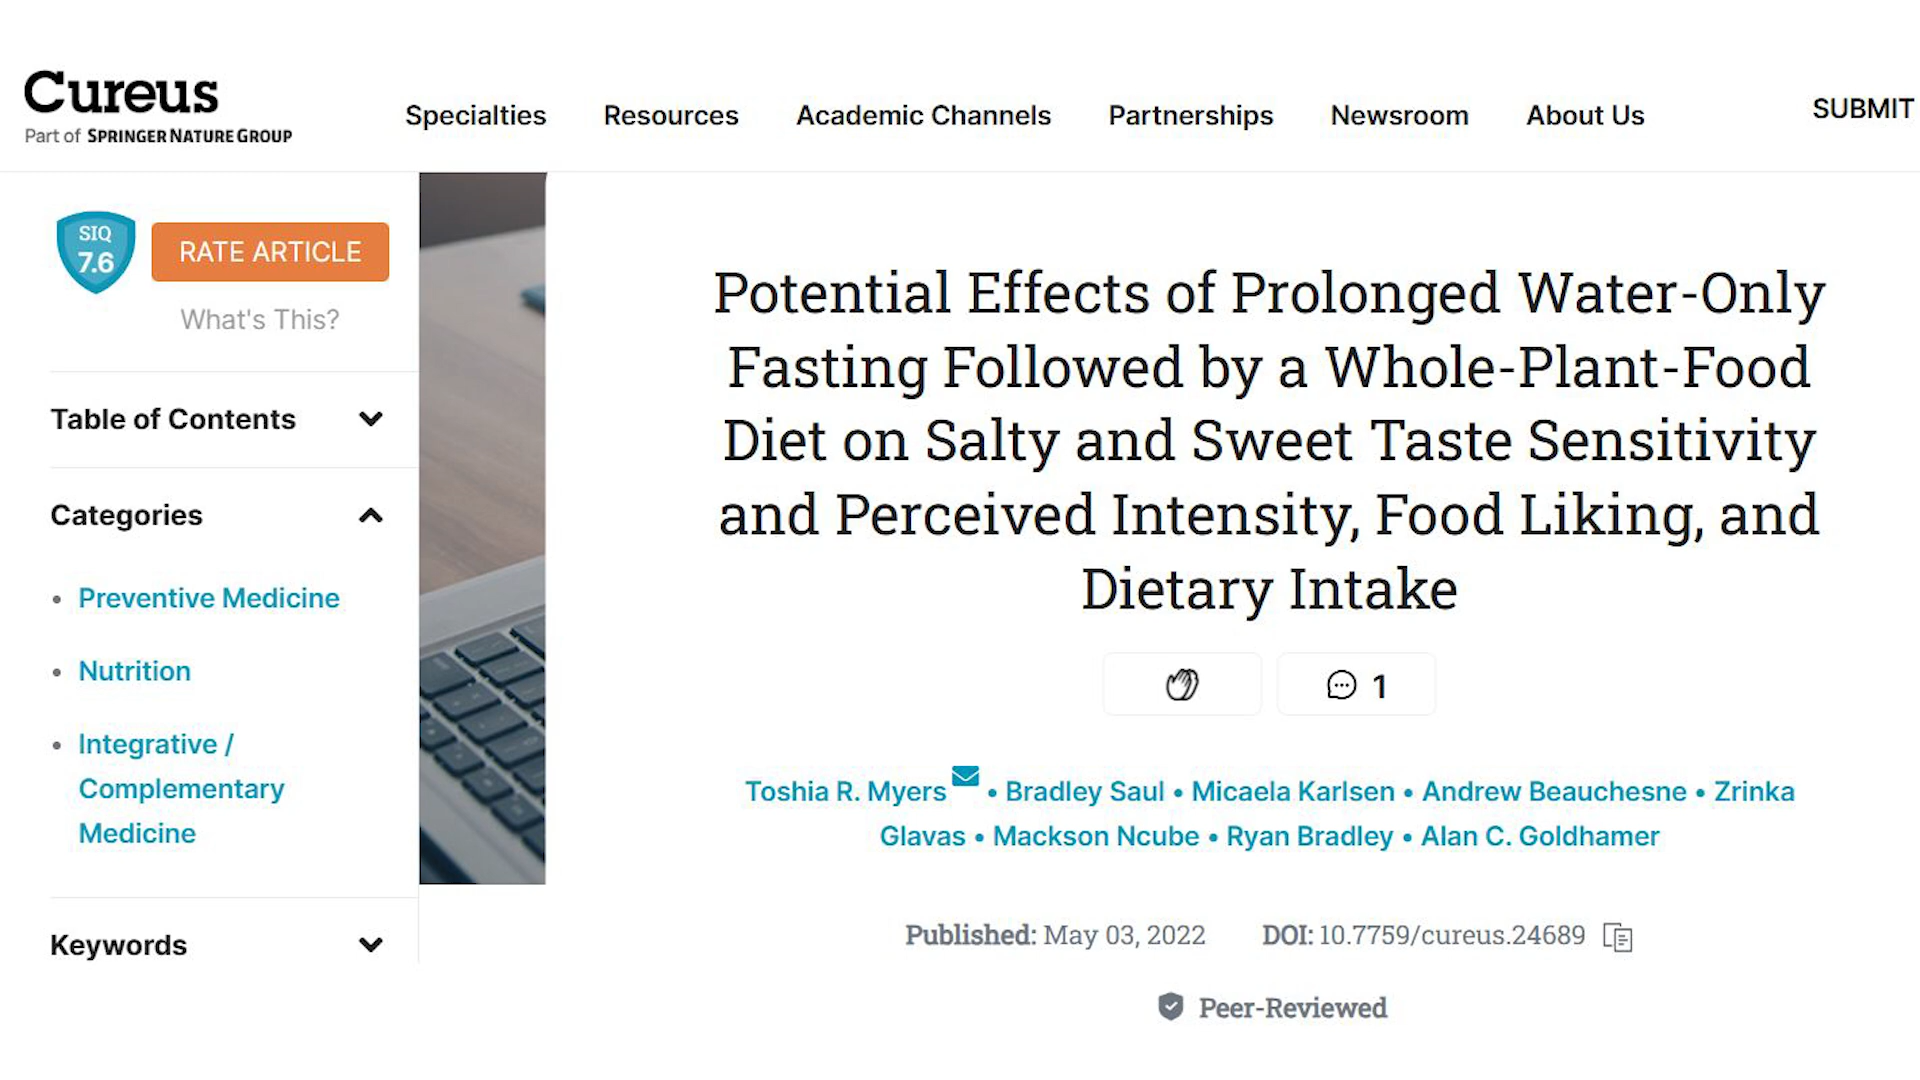 Cureus
Part of SPRINGER NATURE GROUP
Specialties
Resources
Academic Channels
Partnerships
Newsroom
About Us
SUBMIT
SIQ
7.6
RATE ARTICLE
What's This?
Table of Contents
Categories
• Preventive Medicine
• Nutrition
• Integrative /
Complementary
Medicine
Keywords
Potential Effects of Prolonged Water-Only
Fasting Followed by a Whole-Plant-Food
Diet on Salty and Sweet Taste Sensitivity
and Perceived Intensity, Food Liking, and
Dietary Intake
1
Toshia R. Myers • Bradley Saul • Micaela Karlsen • Andrew Beauchesne • Zrinka
Glavas • Mackson Ncube • Ryan Bradley • Alan C. Goldhamer
Published: May 03, 2022
DOI: 10.7759/cureus.24689
Peer-Reviewed